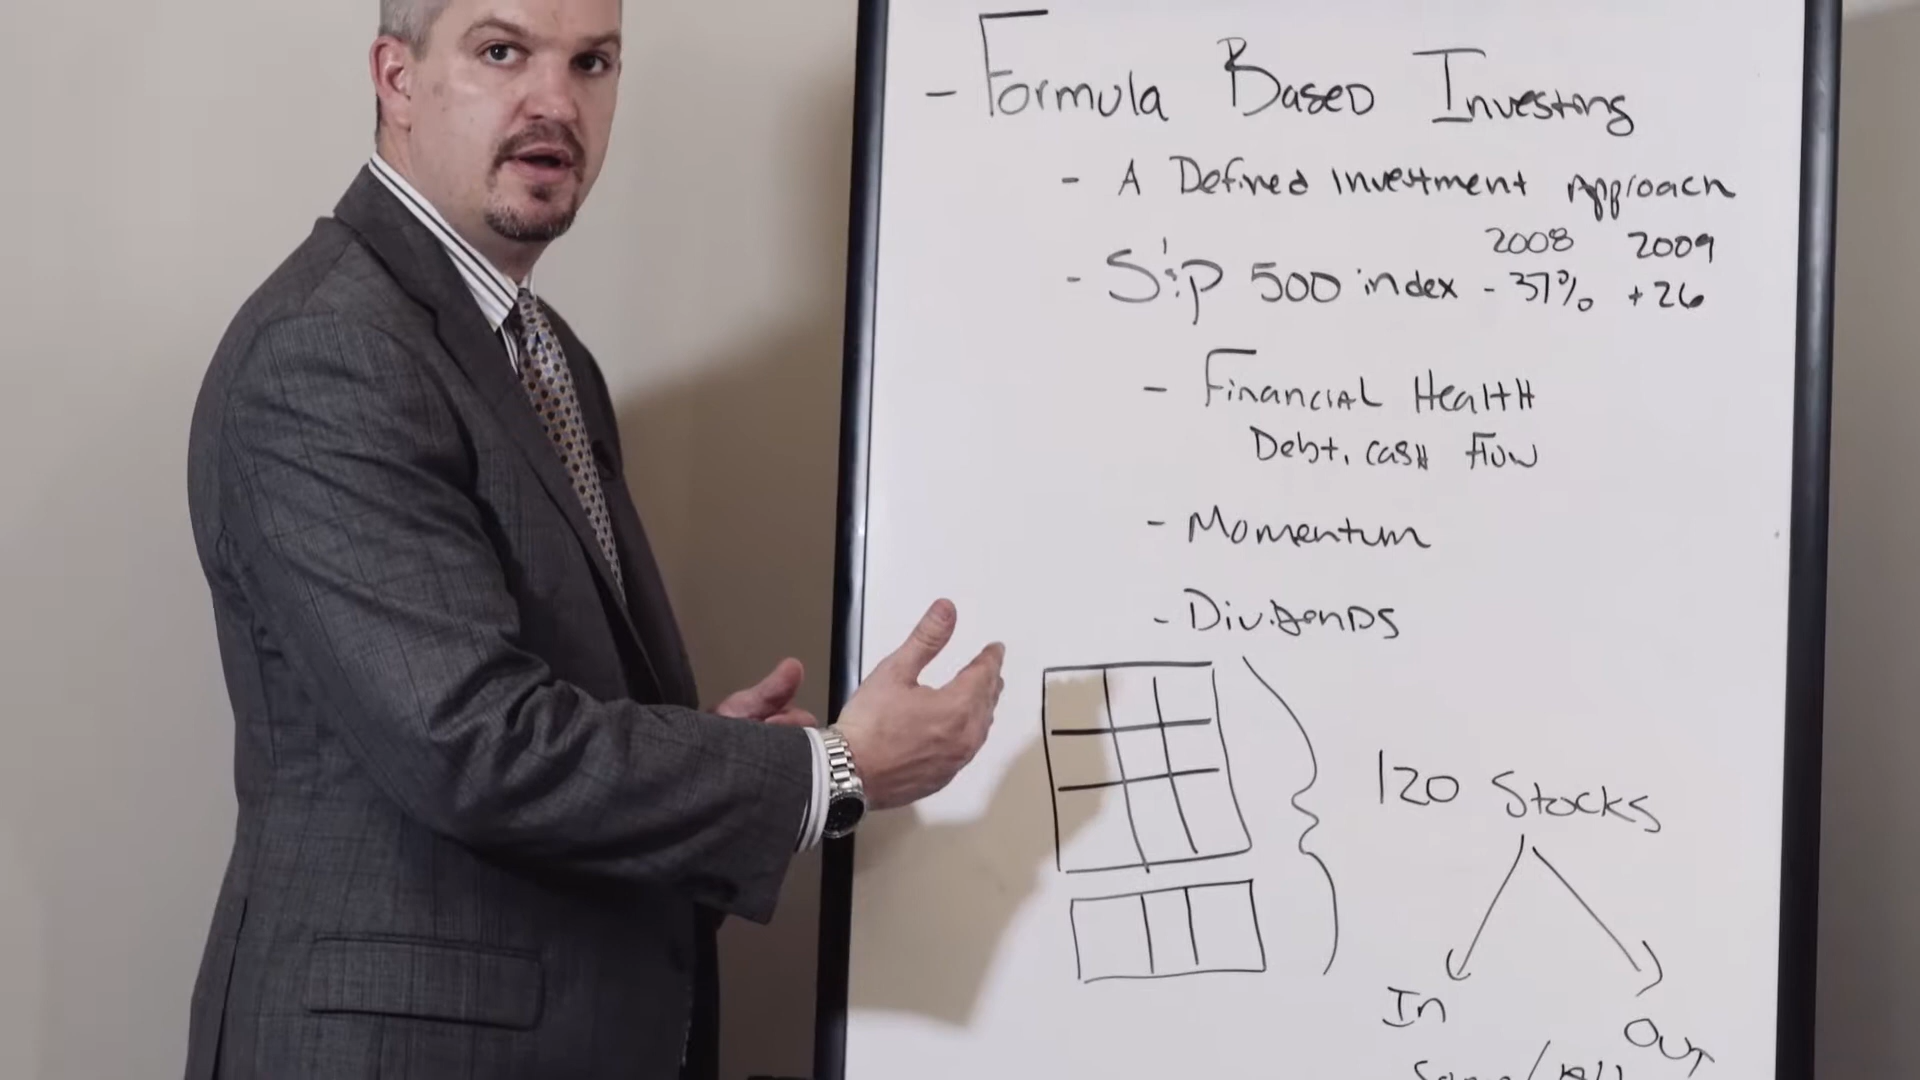 - Formula Based Investing
- A Defined Investment Approach
2008 2009
- S&P 500 index -37% +26
- Financial Health
Debt, cash flow
- Momentum
- Dividends
120 Stocks
In
Out